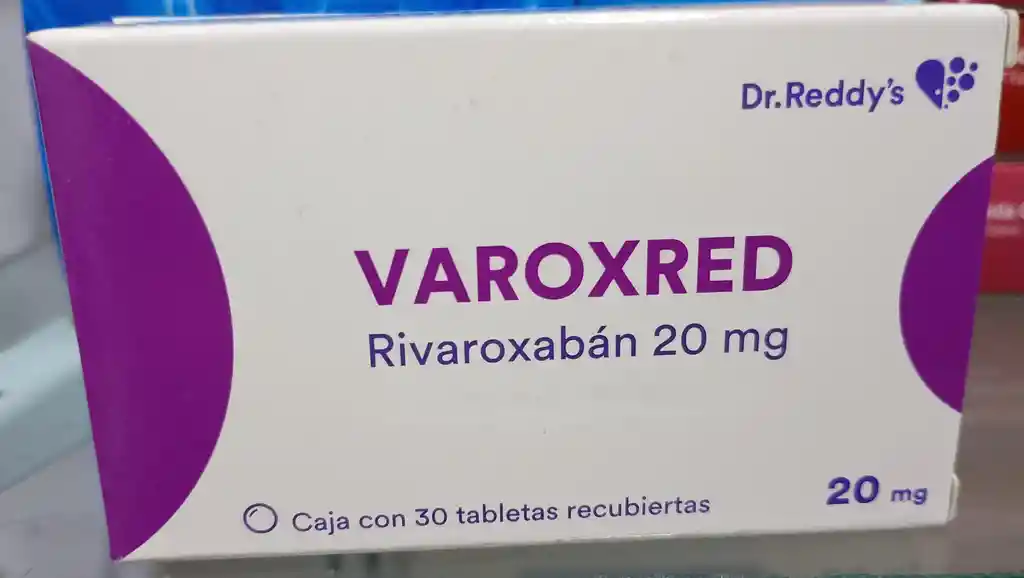 Dr.Reddy's
VAROXRED
Rivaroxabán 20 mg
20 mg
Caja con 30 tabletas recubiertas